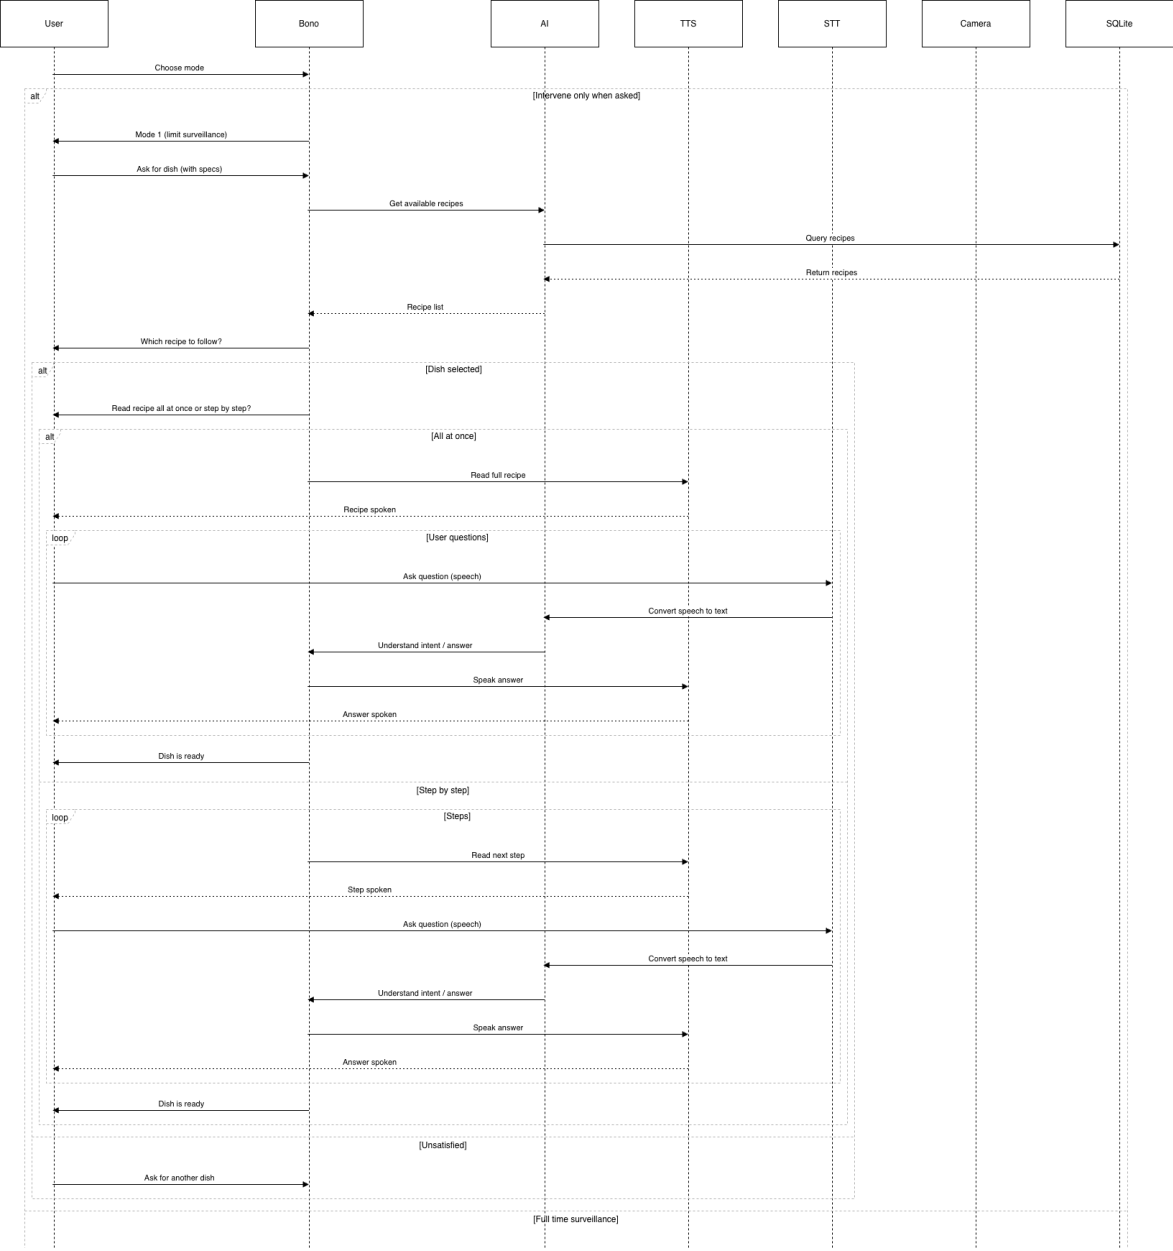 User
Bono
AI
TTS
STT
Camera
SQLite
Choose mode
alt
[Intervene only when asked]
Mode 1 (limit surveillance)
Ask for dish (with specs)
Get available recipes
Query recipes
Return recipes
Recipe list
Which recipe to follow?
alt
[Dish selected]
Read recipe all at once or step by step?
alt
[All at once]
Read full recipe
Recipe spoken
loop
[User questions]
Ask question (speech)
Convert speech to text
Understand intent / answer
Speak answer
Answer spoken
Dish is ready
[Step by step]
loop
[Steps]
Read next step
Step spoken
Ask question (speech)
Convert speech to text
Understand intent / answer
Speak answer
Answer spoken
Dish is ready
[Unsatisfied]
Ask for another dish
[Full time surveillance]